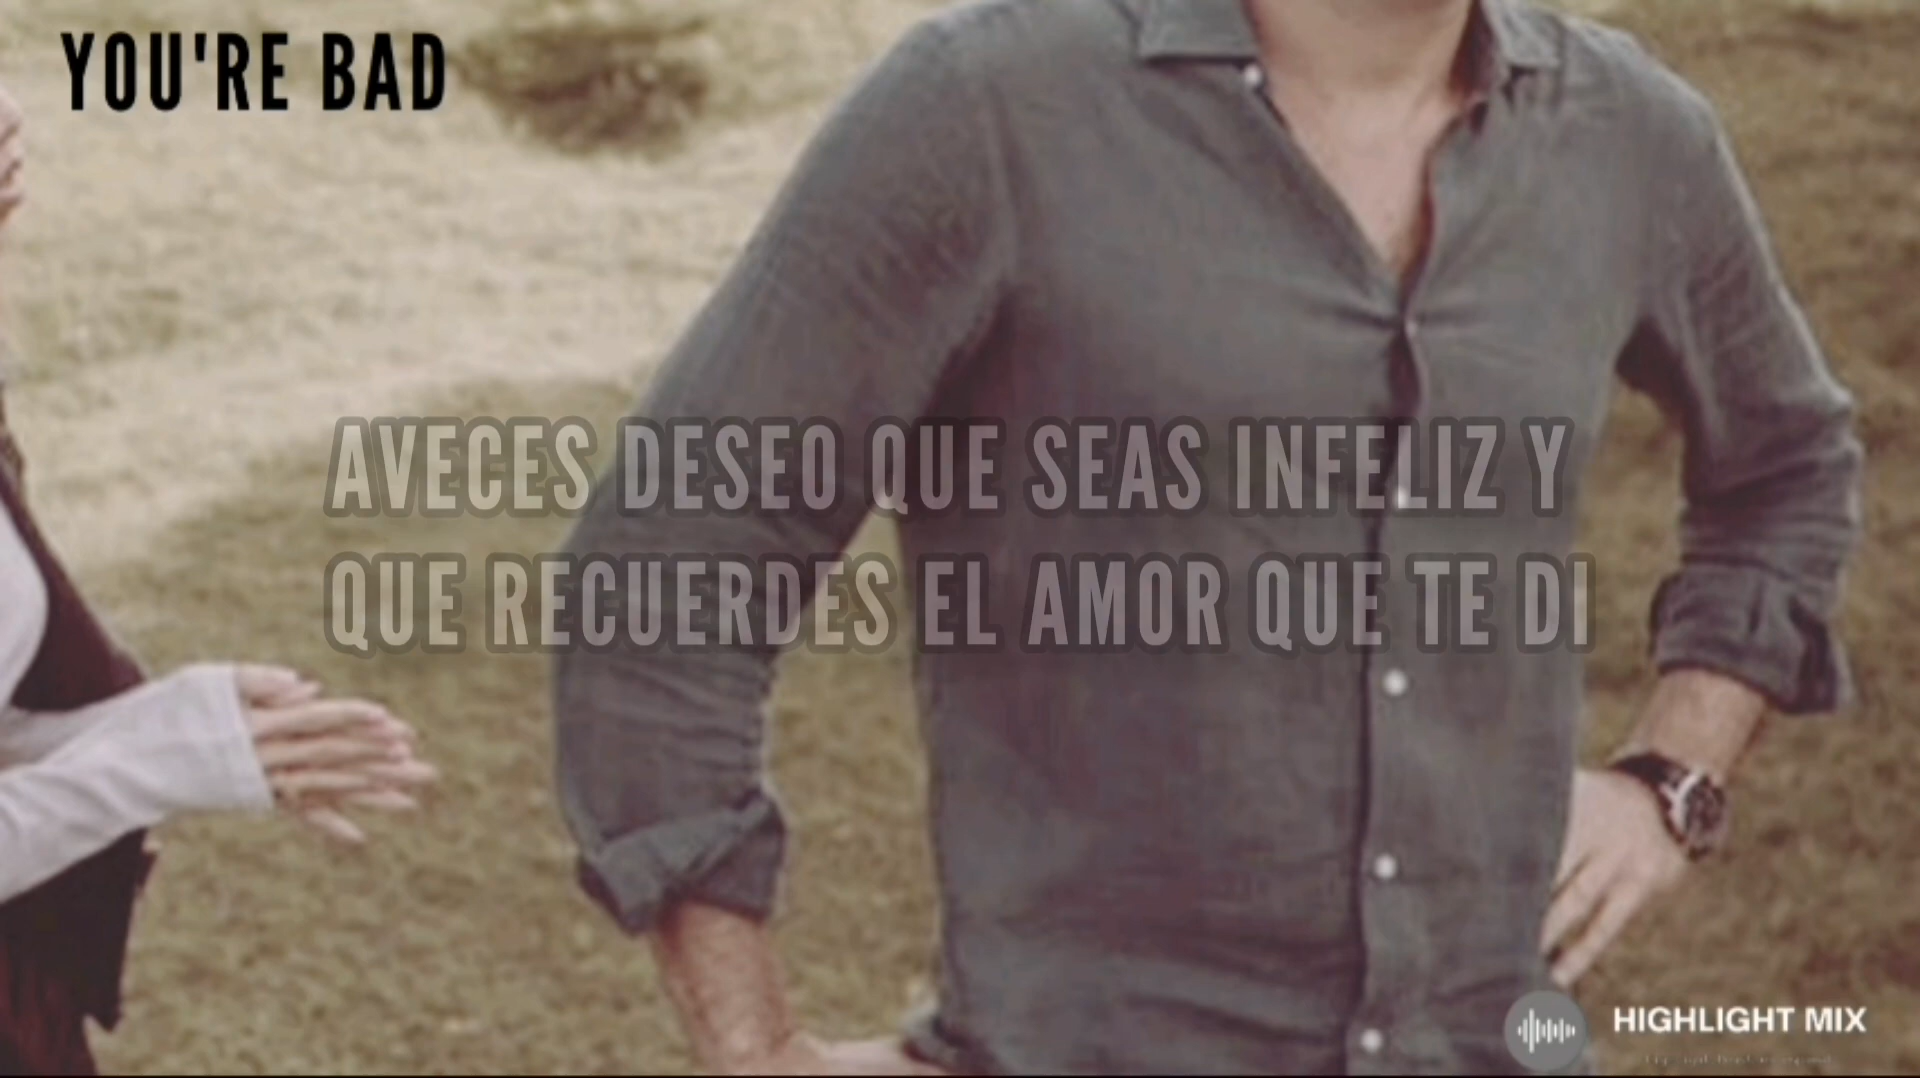 YOU'RE BAD
AVECES DESEO QUE SEAS INFELIZ Y
QUE RECUERDES EL AMOR QUE TE DI
HIGHLIGHT MIX